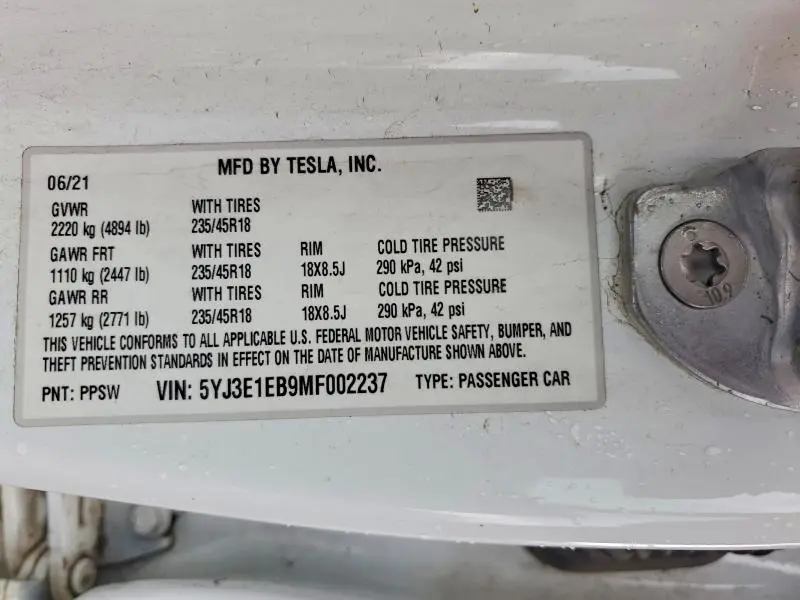 MFD BY TESLA, INC.
06/21
GVWR WITH TIRES
2220 kg (4894 lb) 235/45R18
GAWR FRT WITH TIRES RIM COLD TIRE PRESSURE
1110 kg (2447 lb) 235/45R18 18X8.5J 290 kPa, 42 psi
GAWR RR WITH TIRES RIM COLD TIRE PRESSURE
1257 kg (2771 lb) 235/45R18 18X8.5J 290 kPa, 42 psi
THIS VEHICLE CONFORMS TO ALL APPLICABLE U.S. FEDERAL MOTOR VEHICLE SAFETY, BUMPER, AND
THEFT PREVENTION STANDARDS IN EFFECT ON THE DATE OF MANUFACTURE SHOWN ABOVE.
PNT: PPSW VIN: 5YJ3E1EB9MF002237 TYPE: PASSENGER CAR
10.9